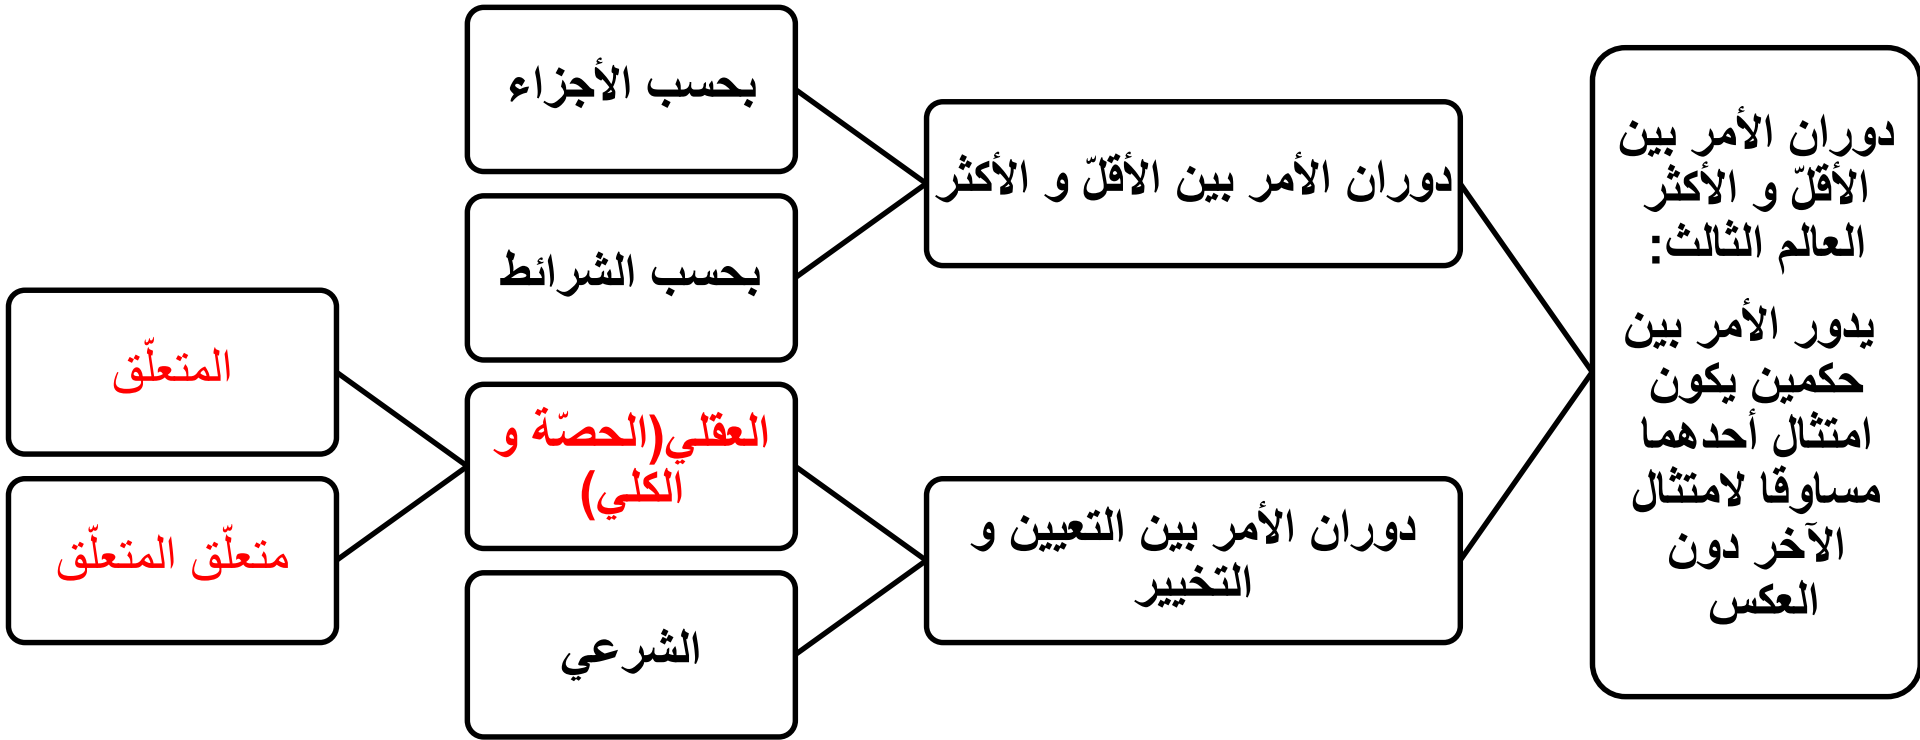 دوران الأمر بين
الأقلّ و الأكثر
العالم الثالث:
يدور الأمر بين
حكمين يكون
امتثال أحدهما
مساوقا لامتثال
الآخر دون
العكس
دوران الأمر بين الأقلّ و الأكثر
بحسب الأجزاء
بحسب الشرائط
دوران الأمر بين التعيين و
التخيير
العقلي(الحصّة و
الكلي)
المتعلّق
متعلّق المتعلّق
الشرعي